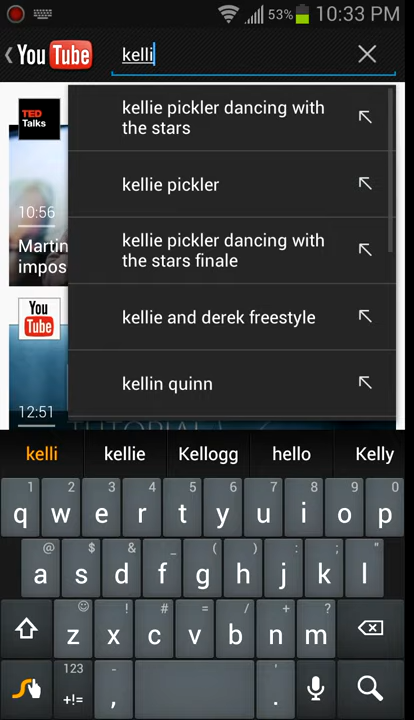 53% 10:33 PM
YouTube kelli
TED
Talks
kellie pickler dancing with
the stars
10:56
kellie pickler
Martin
impos
kellie pickler dancing with
the stars finale
You
Tube
kellie and derek freestyle
kellin quinn
12:51
TUTORIAL
kelli kellie Kellogg hello Kelly
1 2 3 4 5 6 7 8 9 0
q w e r t y u i o p
@ $ & _ ( ) : ; "
a s d f g h j k l
! # = / + ?
z x c v b n m
123
+!= - , ' .